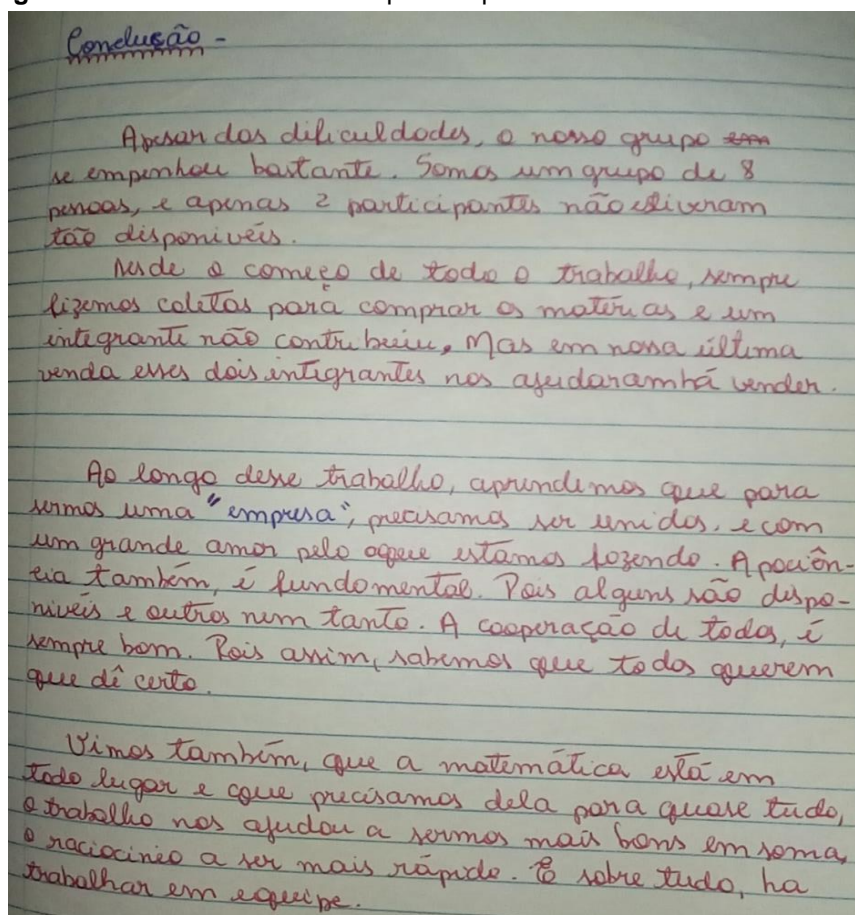 Conclusão -
Apesar das dificuldades, o nosso grupo em
se empenhou bastante. Somos um grupo de 8
pessoas, e apenas 2 participantes não estiveram
tão disponivéis.
Desde o começo de todo o trabalho, sempre
fizemos coletas para comprar os materias e um
integrante não contribuiu, Mas em nossa última
venda esses dois integrantes nos ajudaram há vender.
Ao longo desse trabalho, aprendemos que para
sermos uma "empresa", precisamos ser unidos, e com
um grande amor pelo oque estamos fazendo. A paciên-
cia também, é fundamental. Pois alguns são dispo-
niveis e outros nem tanto. A cooperação de todos, é
sempre bom. Pois assim, sabemos que todos querem
que dê certo.
Vimos também, que a matemática está em
todo lugar e que precisamos dela para quase tudo,
o trabalho nos ajudou a sermos mais bons em soma,
o raciocineo a ser mais rápido. E sobre tudo, ha
trabalhar em equipe.